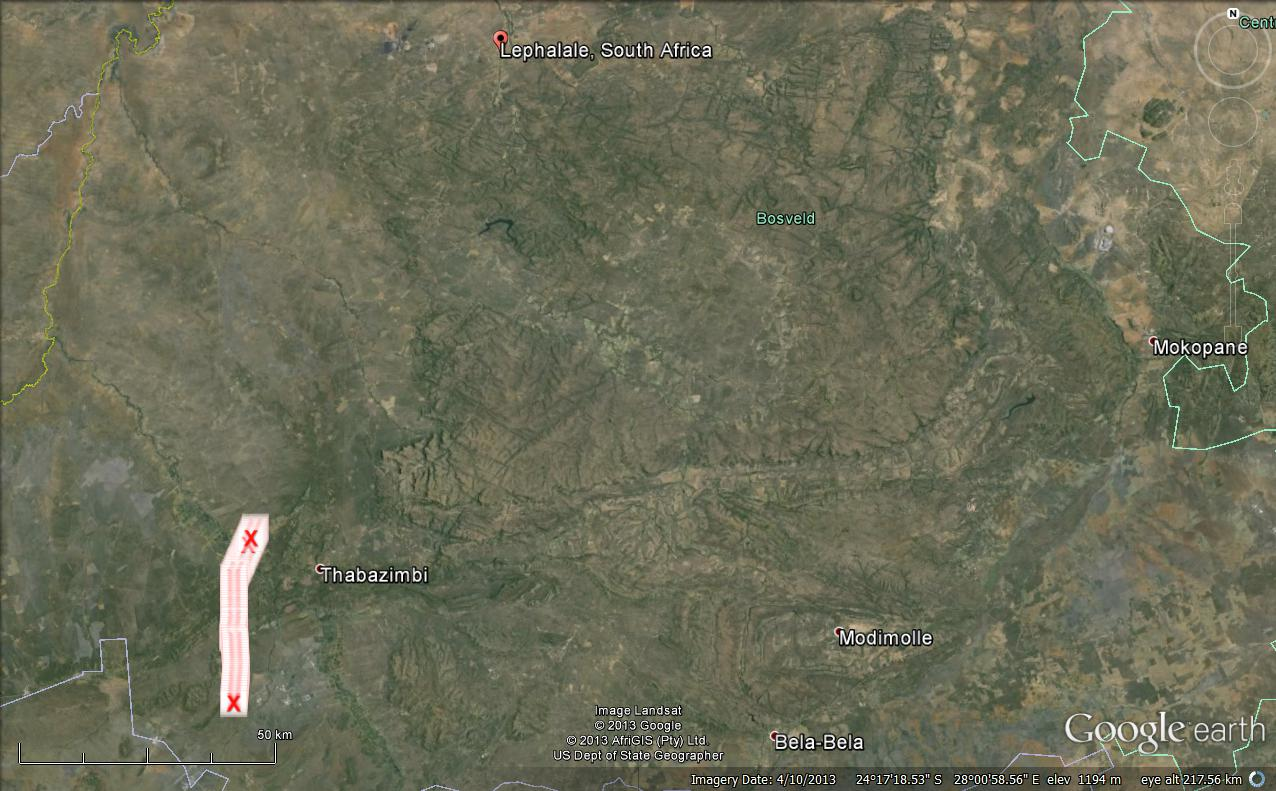 N
Lephalale, South Africa
Bosveld
Mokopane
X
Thabazimbi
Modimolle
X
Image Landsat
© 2013 Google
© 2013 AfriGIS (Pty) Ltd.
US Dept of State Geographer
50 km
Bela-Bela
Google earth
Imagery Date: 4/10/2013 24°17'18.53" S 28°00'58.56" E elev 1194 m eye alt 217.56 km